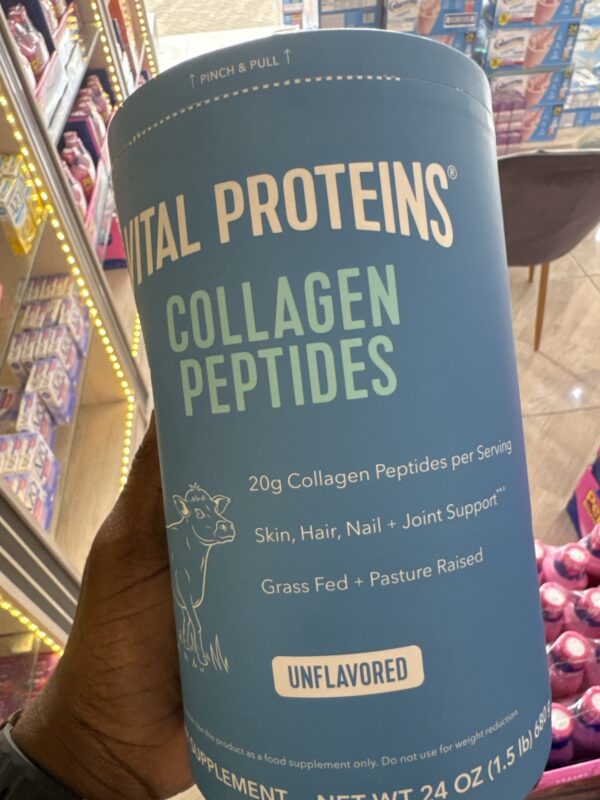 ↑ PINCH & PULL ↑
VITAL PROTEINS®
COLLAGEN
PEPTIDES
20g Collagen Peptides per Serving
Skin, Hair, Nail + Joint Support
Grass Fed + Pasture Raised
UNFLAVORED
this product as a food supplement only. Do not use for weight reduction.
SUPPLEMENT NET WT 24 OZ (1.5 lb) 680